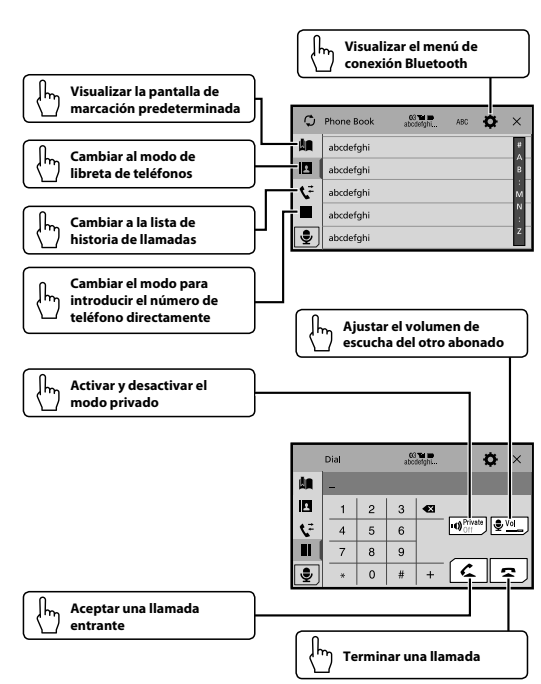 Visualizar el menú de
conexión Bluetooth
Visualizar la pantalla de
marcación predeterminada
Cambiar al modo de
libreta de teléfonos
Cambiar a la lista de
historia de llamadas
Cambiar el modo para
introducir el número de
teléfono directamente
Phone Book
abcdefghi...
ABC
abcdefghi
abcdefghi
abcdefghi
abcdefghi
abcdefghi
#
A
B
:
M
N
:
Z
Ajustar el volumen de
escucha del otro abonado
Activar y desactivar el
modo privado
Dial
abcdefghi...
_
1 2 3
4 5 6
7 8 9
* 0 # +
Private
Off
Vol
Aceptar una llamada
entrante
Terminar una llamada